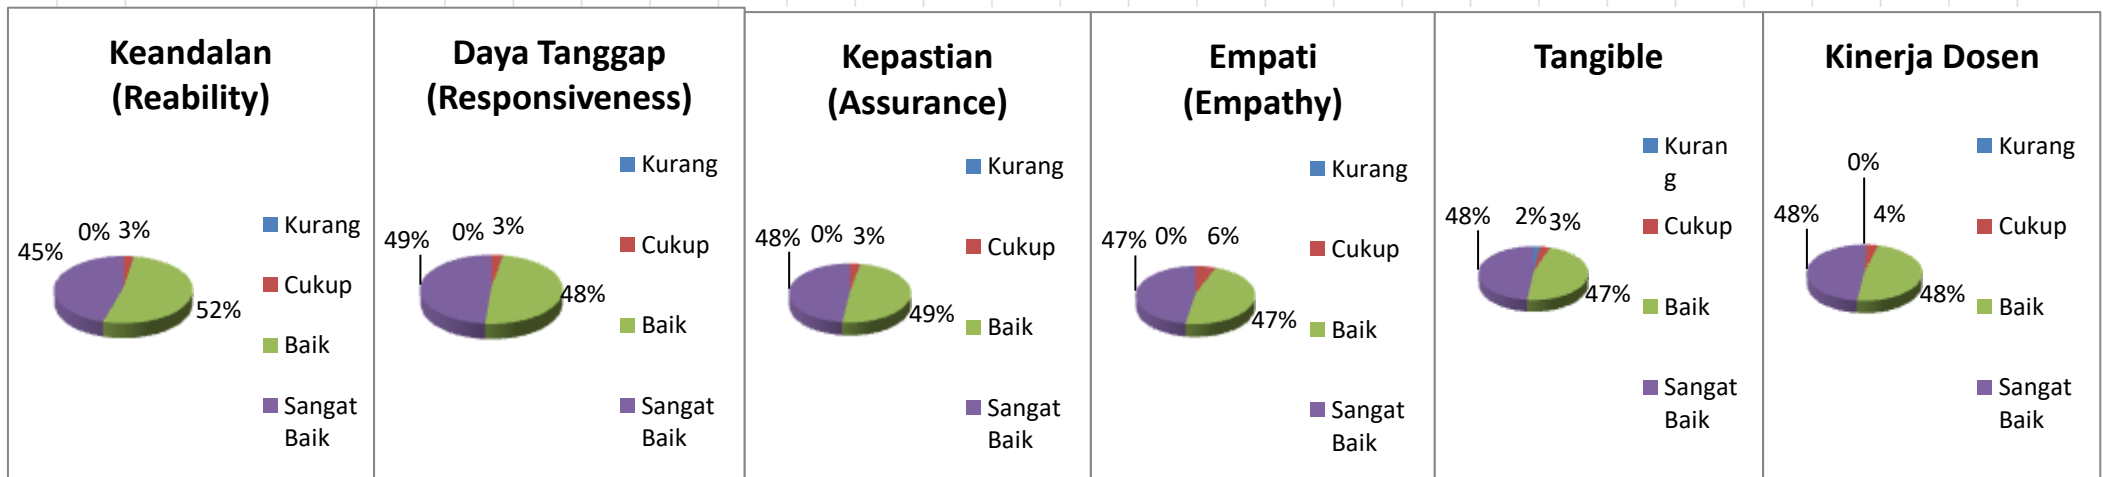 Keandalan
(Reability)
0% 3%
45%
52%
Kurang
Cukup
Baik
Sangat
Baik
Daya Tanggap
(Responsiveness)
49% 0% 3%
48%
Kurang
Cukup
Baik
Sangat
Baik
Kepastian
(Assurance)
48% 0% 3%
49%
Kurang
Cukup
Baik
Sangat
Baik
Empati
(Empathy)
47% 0% 6%
47%
Kurang
Cukup
Baik
Sangat
Baik
Tangible
48% 2% 3%
47%
Kuran
g
Cukup
Baik
Sangat
Baik
Kinerja Dosen
0%
48% 4%
48%
Kurang
Cukup
Baik
Sangat
Baik